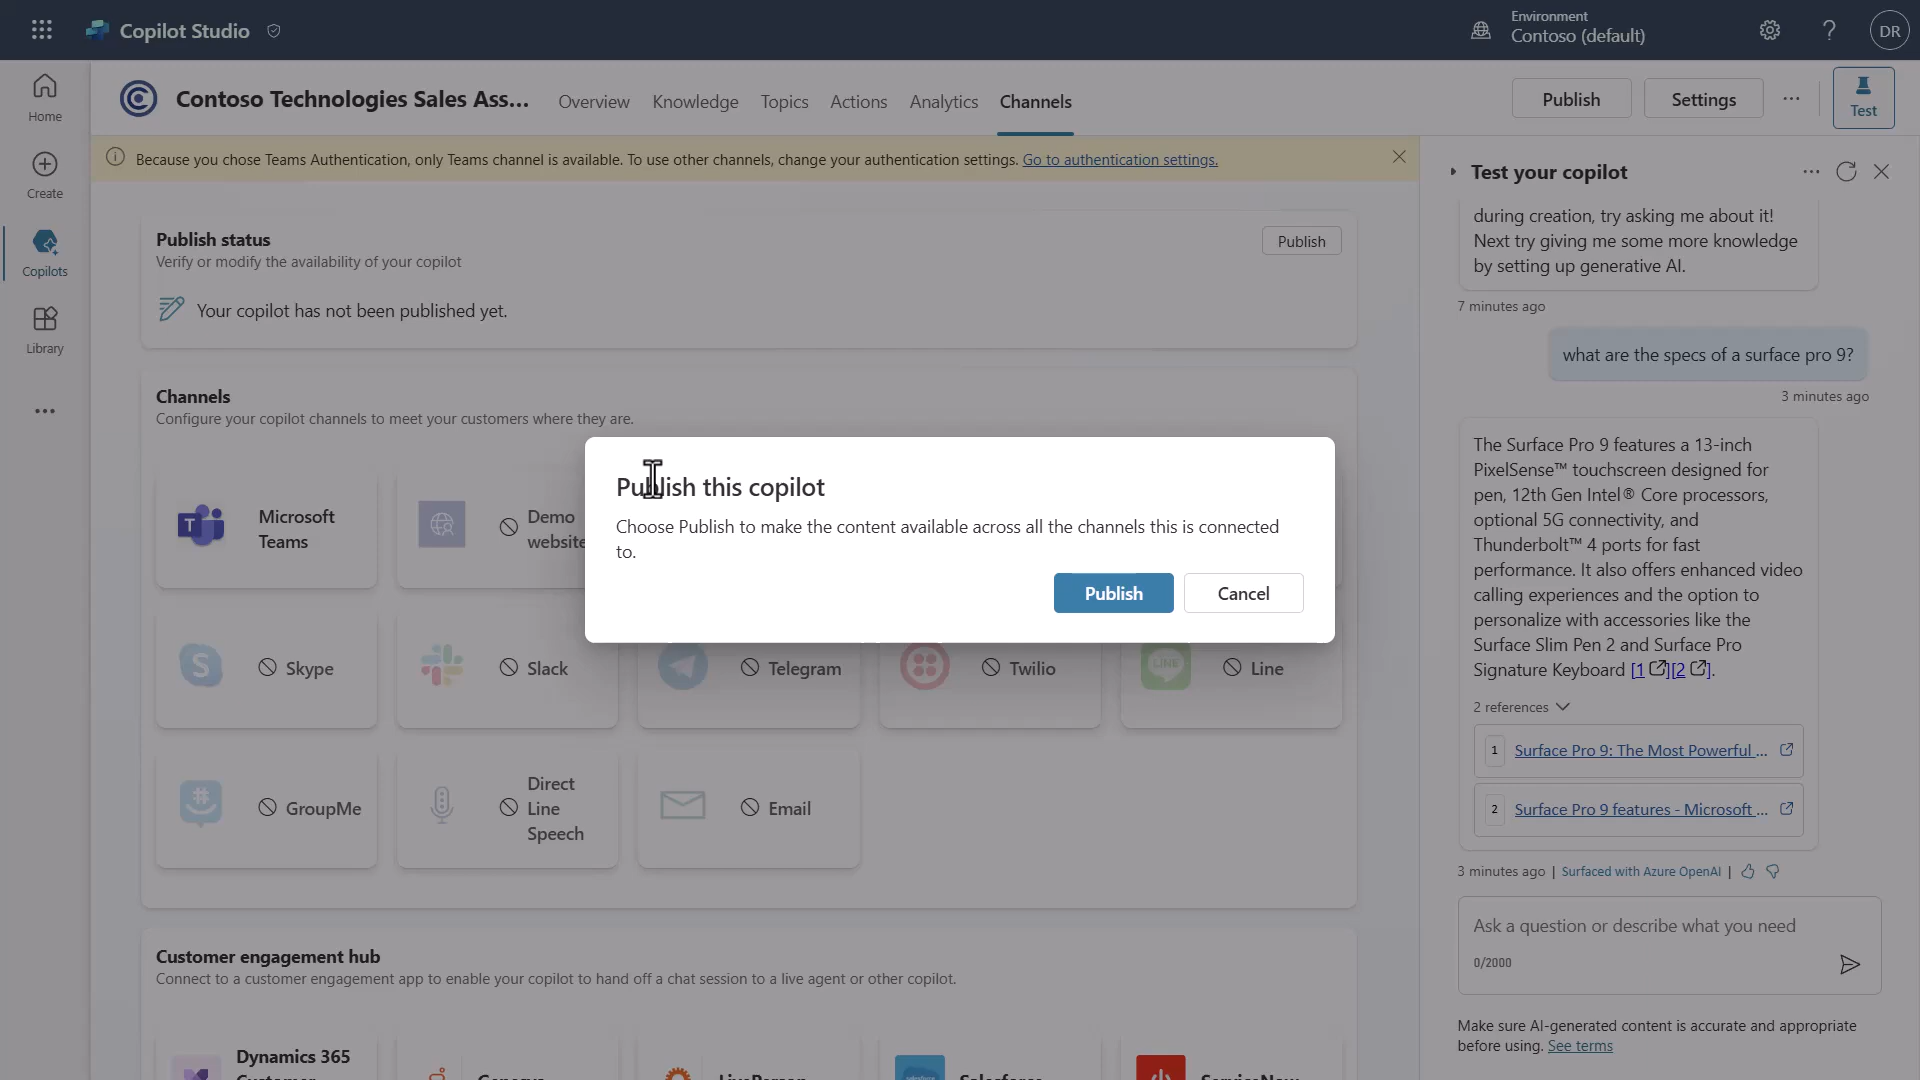 Copilot Studio
Environment
Contoso (default)
DR
Home
Create
Copilots
Library
Contoso Technologies Sales Ass...
Overview
Knowledge
Topics
Actions
Analytics
Channels
Publish
Settings
Test
Because you chose Teams Authentication, only Teams channel is available. To use other channels, change your authentication settings. Go to authentication settings.
Publish status
Verify or modify the availability of your copilot
Publish
Your copilot has not been published yet.
Channels
Configure your copilot channels to meet your customers where they are.
Microsoft
Teams
Demo
website
Publish this copilot
Choose Publish to make the content available across all the channels this is connected
to.
Publish
Cancel
Skype
Slack
Telegram
Twilio
LINE
Line
GroupMe
Direct
Line
Speech
Email
Customer engagement hub
Connect to a customer engagement app to enable your copilot to hand off a chat session to a live agent or other copilot.
Dynamics 365
Customer
Genesys
LivePerson
salesforce
Salesforce
ServiceNow
Test your copilot
during creation, try asking me about it!
Next try giving me some more knowledge
by setting up generative AI.
7 minutes ago
what are the specs of a surface pro 9?
3 minutes ago
The Surface Pro 9 features a 13-inch
PixelSense™ touchscreen designed for
pen, 12th Gen Intel® Core processors,
optional 5G connectivity, and
Thunderbolt™ 4 ports for fast
performance. It also offers enhanced video
calling experiences and the option to
personalize with accessories like the
Surface Slim Pen 2 and Surface Pro
Signature Keyboard [1][2].
2 references
1 Surface Pro 9: The Most Powerful ...
2 Surface Pro 9 features - Microsoft ...
3 minutes ago | Surfaced with Azure OpenAI |
Ask a question or describe what you need
0/2000
Make sure AI-generated content is accurate and appropriate
before using. See terms